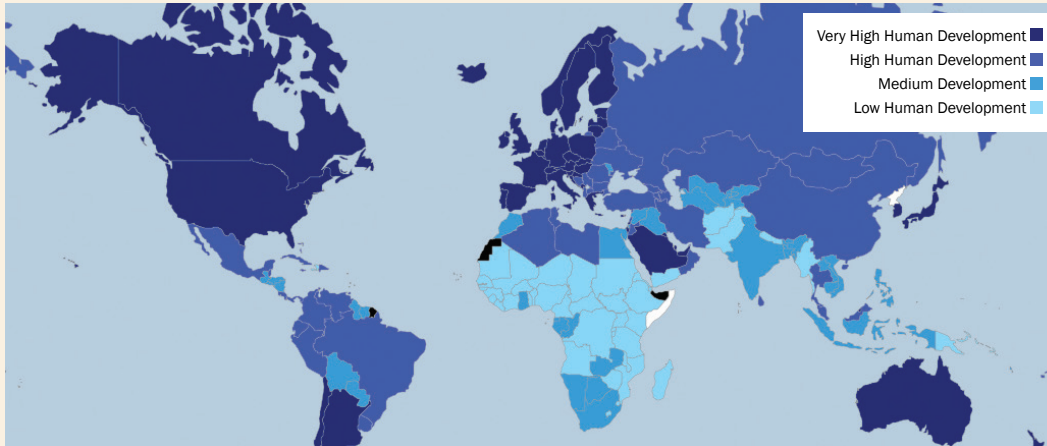 Very High Human Development
High Human Development
Medium Development
Low Human Development